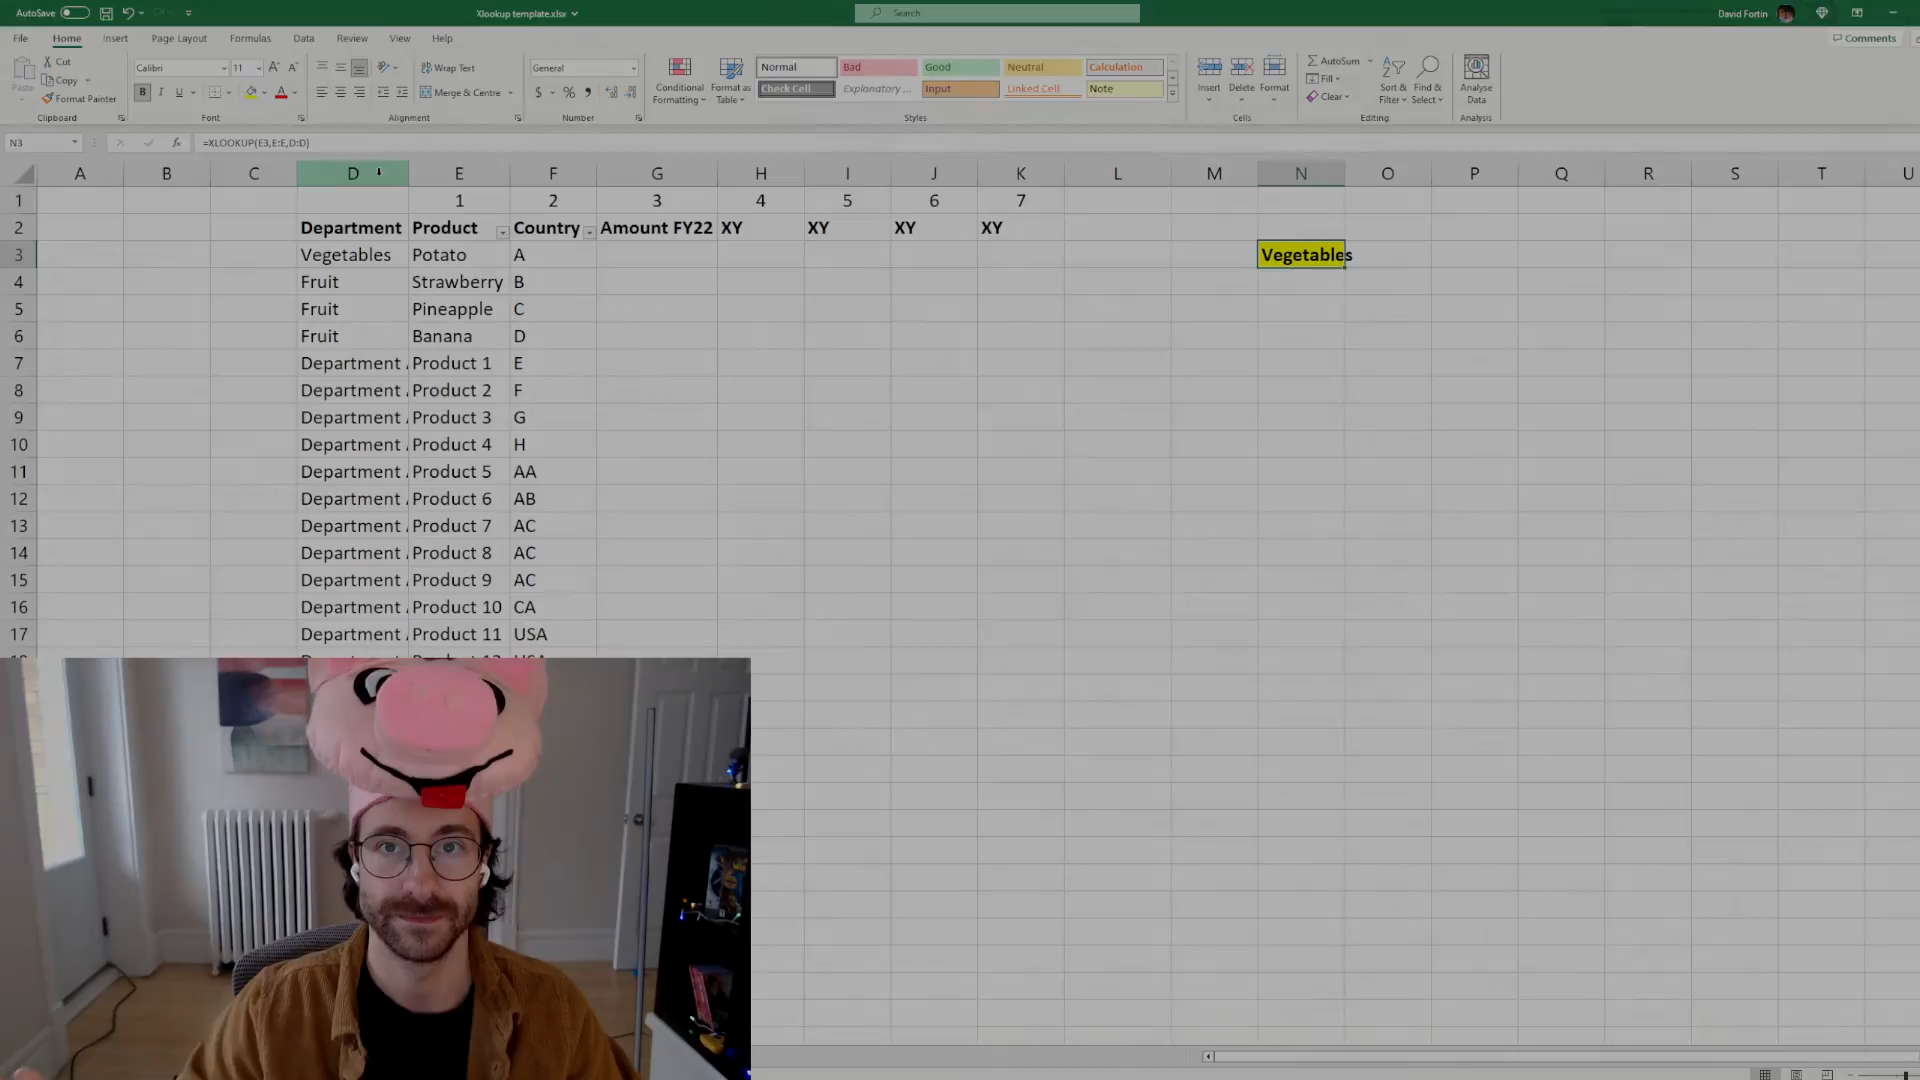 AutoSave
Xlookup template.xlsx
Search
David Fortin
File Home Insert Page Layout Formulas Data Review View Help
Comments
Paste
Cut
Copy
Format Painter
Clipboard
Calibri 11
B I U
Font
Wrap Text
Merge & Centre
Alignment
General
$ % ,
Number
Conditional Formatting
Format as Table
Normal Bad Good Neutral Calculation
Check Cell Explanatory ... Input Linked Cell Note
Styles
Insert Delete Format
Cells
AutoSum
Fill
Clear
Sort & Filter
Find & Select
Editing
Analyse Data
Analysis
N3 fx =XLOOKUP(E3,E:E,D:D)
A B C D E F G H I J K L M N O P Q R S T U
1 1 2 3 4 5 6 7
2 Department Product Country Amount FY22 XY XY XY XY
3 Vegetables Potato A Vegetables
4 Fruit Strawberry B
5 Fruit Pineapple C
6 Fruit Banana D
7 Department Product 1 E
8 Department Product 2 F
9 Department Product 3 G
10 Department Product 4 H
11 Department Product 5 AA
12 Department Product 6 AB
13 Department Product 7 AC
14 Department Product 8 AC
15 Department Product 9 AC
16 Department Product 10 CA
17 Department Product 11 USA